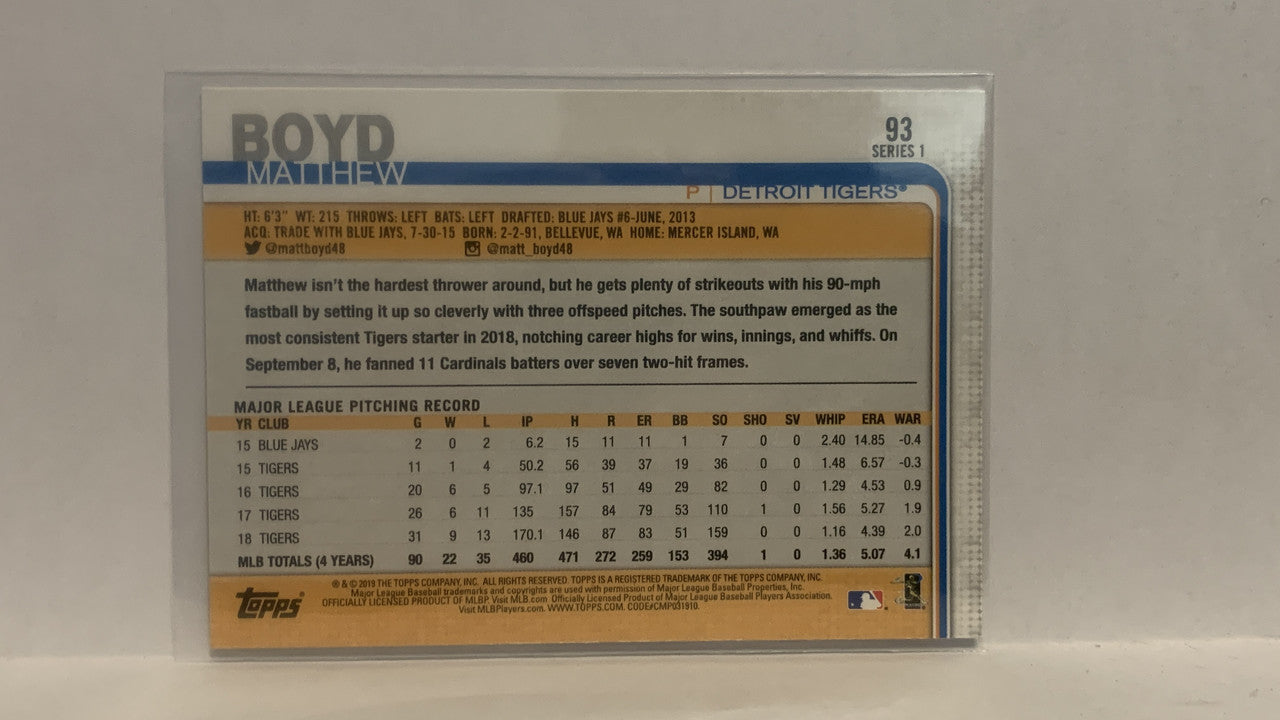 BOYD
MATTHEW
93
SERIES 1
P | DETROIT TIGERS®
HT: 6'3" WT: 215 THROWS: LEFT BATS: LEFT DRAFTED: BLUE JAYS #6-JUNE, 2013
ACQ: TRADE WITH BLUE JAYS, 7-30-15 BORN: 2-2-91, BELLEVUE, WA HOME: MERCER ISLAND, WA
@mattboyd48 @matt_boyd48
Matthew isn't the hardest thrower around, but he gets plenty of strikeouts with his 90-mph
fastball by setting it up so cleverly with three offspeed pitches. The southpaw emerged as the
most consistent Tigers starter in 2018, notching career highs for wins, innings, and whiffs. On
September 8, he fanned 11 Cardinals batters over seven two-hit frames.
MAJOR LEAGUE PITCHING RECORD
YR CLUB G W L IP H R ER BB SO SHO SV WHIP ERA WAR
15 BLUE JAYS 2 0 2 6.2 15 11 11 1 7 0 0 2.40 14.85 -0.4
15 TIGERS 11 1 4 50.2 56 39 37 19 36 0 0 1.48 6.57 -0.3
16 TIGERS 20 6 5 97.1 97 51 49 29 82 0 0 1.29 4.53 0.9
17 TIGERS 26 6 11 135 157 84 79 53 110 1 0 1.56 5.27 1.9
18 TIGERS 31 9 13 170.1 146 87 83 51 159 0 0 1.16 4.39 2.0
MLB TOTALS (4 YEARS) 90 22 35 460 471 272 259 153 394 1 0 1.36 5.07 4.1
Topps®
® & © 2019 THE TOPPS COMPANY, INC. ALL RIGHTS RESERVED. TOPPS IS A REGISTERED TRADEMARK OF THE TOPPS COMPANY, INC.
Major League Baseball trademarks and copyrights are used with permission of Major League Baseball Properties, Inc.
OFFICIALLY LICENSED PRODUCT OF MLBP. Visit MLB.com. Officially Licensed Product of Major League Baseball Players Association.
Visit MLBPlayers.com. WWW.TOPPS.COM. CODE#CMP031910.